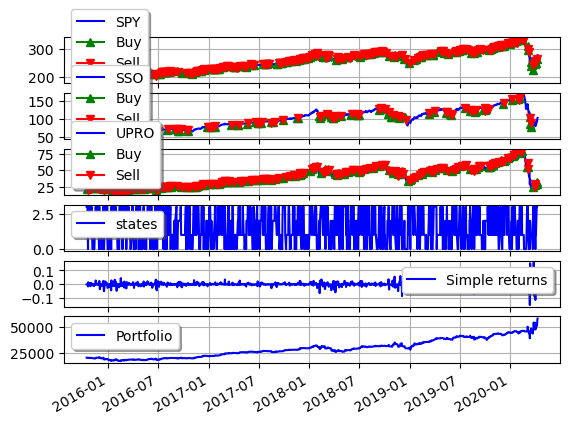 SPY
Buy
Sell
300
200
SSO
Buy
Sell
150
100
50
UPRO
Buy
Sell
75
50
25
states
2.5
0.0
Simple returns
0.1
0.0
−0.1
Portfolio
50000
25000
2016-01 2016-07 2017-01 2017-07 2018-01 2018-07 2019-01 2019-07 2020-01